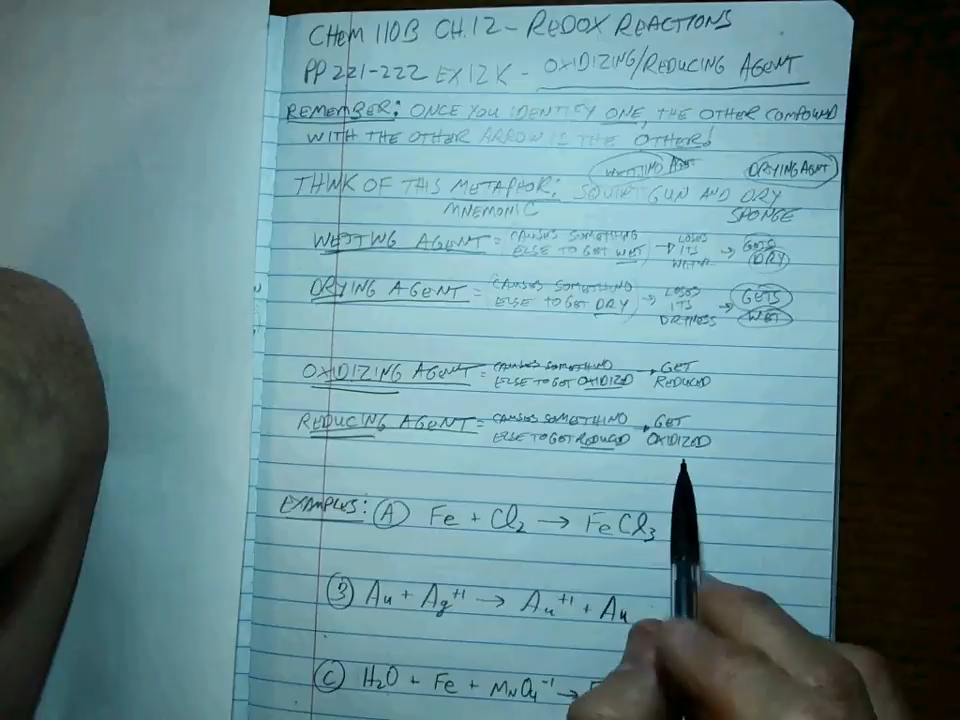 CHEM 110B CH.12 - REDOX REACTIONS
PP 221-222 EX 12K - OXIDIZING/REDUCING AGENT
REMEMBER: ONCE YOU IDENTIFY ONE, THE OTHER COMPOUND
WITH THE OTHER ARROW IS THE OTHER!
WETTING AGENT DRYING AGENT
THINK OF THIS METAPHOR: SQUIRT GUN AND DRY
MNEMONIC SPONGE
WETTING AGENT = CAUSES SOMETHING ELSE TO GET WET → LOSES ITS WATER → GETS DRY
DRYING AGENT = CAUSES SOMETHING ELSE TO GET DRY → LOSES ITS DRYNESS → GETS WET
OXIDIZING AGENT = CAUSES SOMETHING ELSE TO GET OXIDIZED → GET REDUCED
REDUCING AGENT = CAUSES SOMETHING ELSE TO GET REDUCED → GET OXIDIZED
EXAMPLES: (A) Fe + Cl₂ → FeCl₃
(B) Au + Ag⁺¹ → Au⁺¹ + Au
(C) H₂O + Fe + MnO₄⁻¹ →